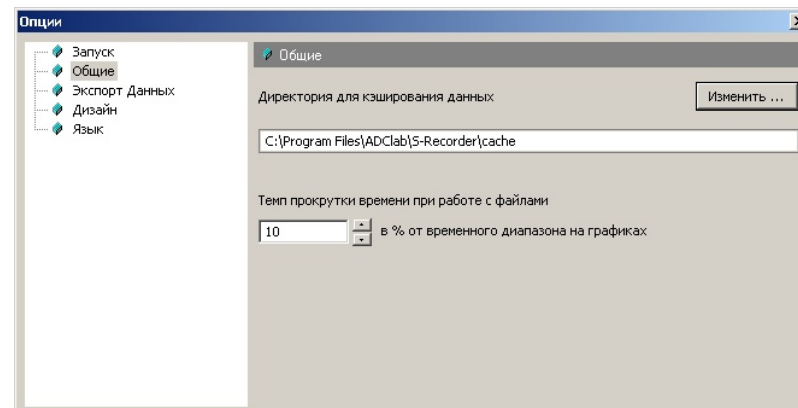 Опции
Запуск
Общие
Экспорт Данных
Дизайн
Язык
Общие
Директория для кэширования данных
Изменить ...
C:\Program Files\ADClab\S-Recorder\cache
Темп прокрутки времени при работе с файлами
10
в % от временного диапазона на графиках